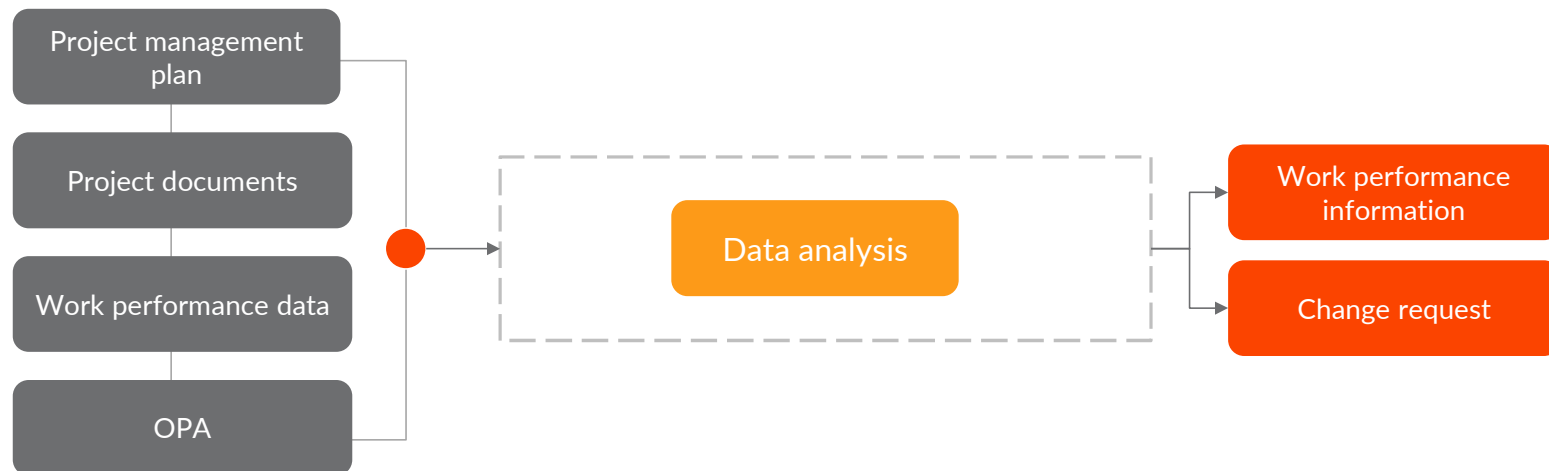 Project management
plan
Project documents
Work performance data
OPA
Data analysis
Work performance
information
Change request